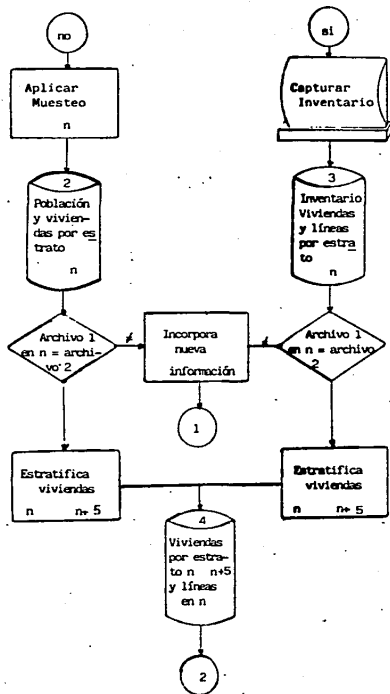 no
si
Aplicar
Muesteo
n
Capturar
Inventario
2
Población
y vivien-
das por es
trato
n
3
Inventario
Viviendas
y líneas
por estra
to
n
Archivo 1
en n = archi-
vo 2
≠
Incorpora
nueva
información
≠
Archivo 1
en n = archivo
2
1
Estratifica
viviendas
n n+ 5
Estratifica
viviendas
n n+ 5
4
Viviendas
por estra-
to n n+5
y líneas
en n
2